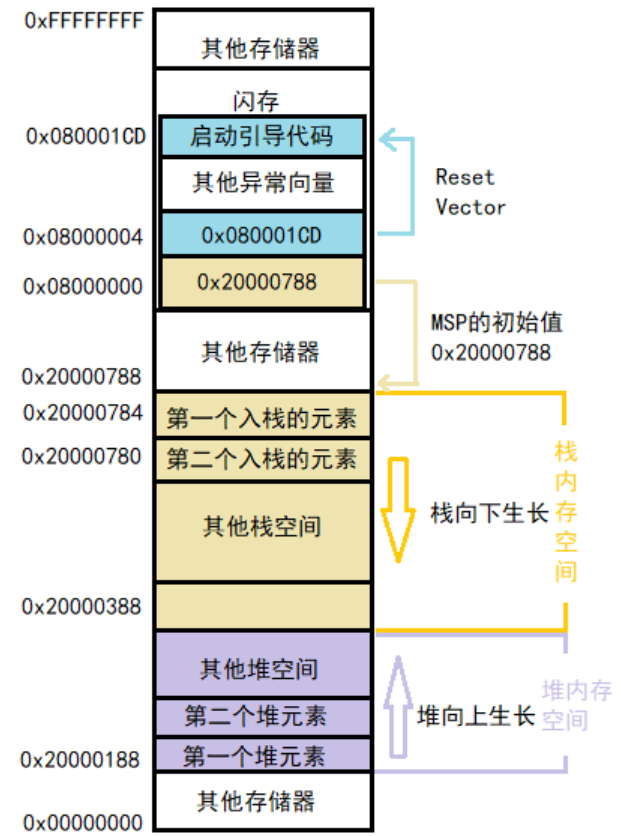 0xFFFFFFFF
其他存储器
闪存
0x080001CD
启动引导代码
其他异常向量
Reset
Vector
0x08000004
0x080001CD
0x08000000
0x20000788
MSP的初始值
0x20000788
其他存储器
0x20000788
0x20000784
第一个入栈的元素
0x20000780
第二个入栈的元素
其他栈空间
栈向下生长
栈
内
存
空
间
0x20000388
其他堆空间
第二个堆元素
堆向上生长
堆内存
空间
0x20000188
第一个堆元素
其他存储器
0x00000000